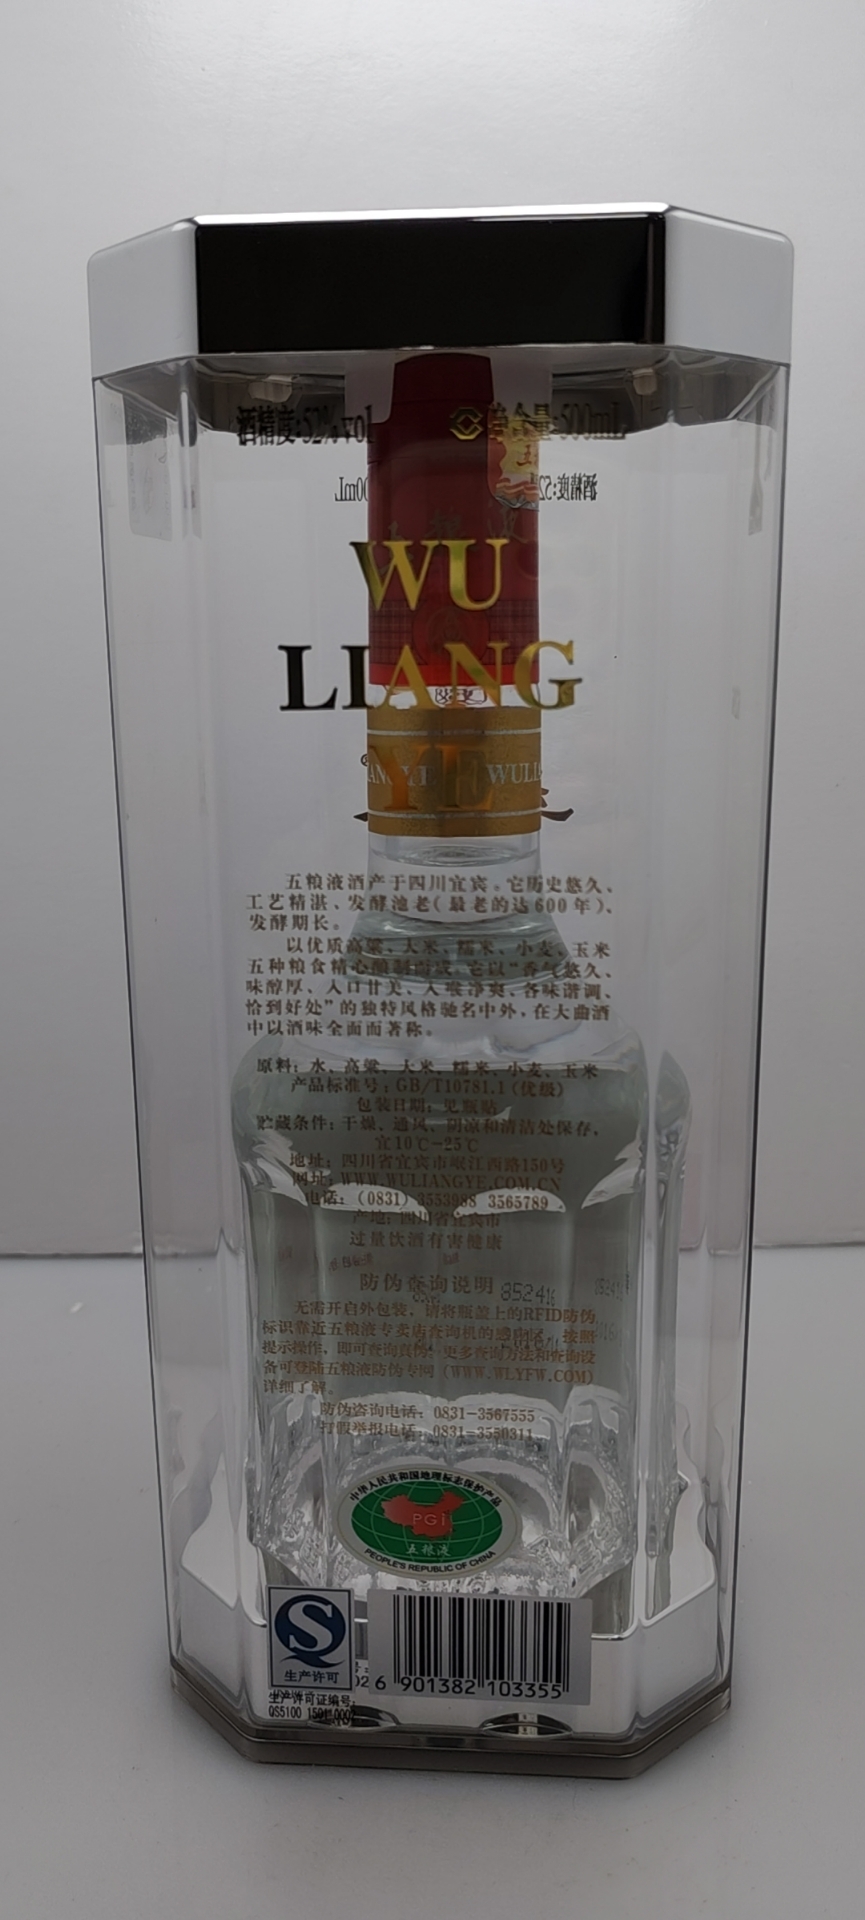 酒精度:52%vol 净含量:500mL
WU
LIANG
YE
WULI
五粮液酒产于四川宜宾。它历史悠久、
工艺精湛、发酵池老(最老的达600年)、
发酵期长。
以优质高粱、大米、糯米、小麦、玉米
五种粮食精心酿制而成。它以“香气悠久、
味醇厚、入口甘美、入喉净爽、各味谐调、
恰到好处”的独特风格驰名中外,在大曲酒
中以酒味全面而著称。
原料:水、高粱、大米、糯米、小麦、玉米
产品标准号:GB/T10781.1(优级)
包装日期:见瓶贴
贮藏条件:干燥、通风、阴凉和清洁处保存,
宜10℃-25℃
地址:四川省宜宾市岷江西路150号
网址:WWW.WULIANGYE.COM.CN
电话:(0831)3553988 3565789
产地:四川省宜宾市
过量饮酒有害健康
防伪查询说明
无需开启外包装,请将瓶盖上的RFID防伪
标识靠近五粮液专卖店查询机的感应区,按照
提示操作,即可查询真伪。更多查询方法和查询设
备可登陆五粮液防伪专网(WWW.WLYFW.COM)
详细了解。
防伪咨询电话:0831-3567555
打假举报电话:0831-3550311
中华人民共和国地理标志保护产品
PGI
五粮液
PEOPLE'S REPUBLIC OF CHINA
生产许可
生产许可证编号:
QS5100 1501 0002
6 901382 103355